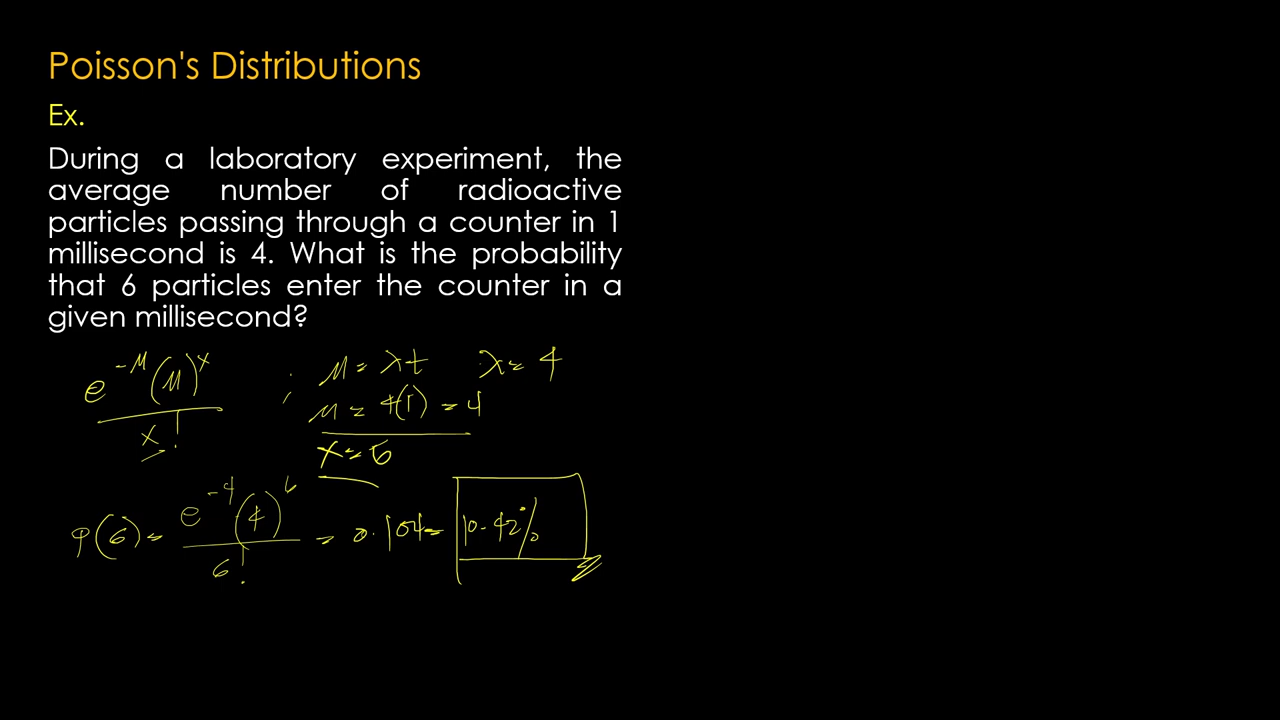 Poisson's Distributions
Ex.
During a laboratory experiment, the
average number of radioactive
particles passing through a counter in 1
millisecond is 4. What is the probability
that 6 particles enter the counter in a
given millisecond?
e^-μ (μ)^x / x! ; μ = λt λ = 4
μ = 4(1) = 4
x = 6
P(6) = e^-4 (4)^6 / 6! = 0.104 = 10.42%